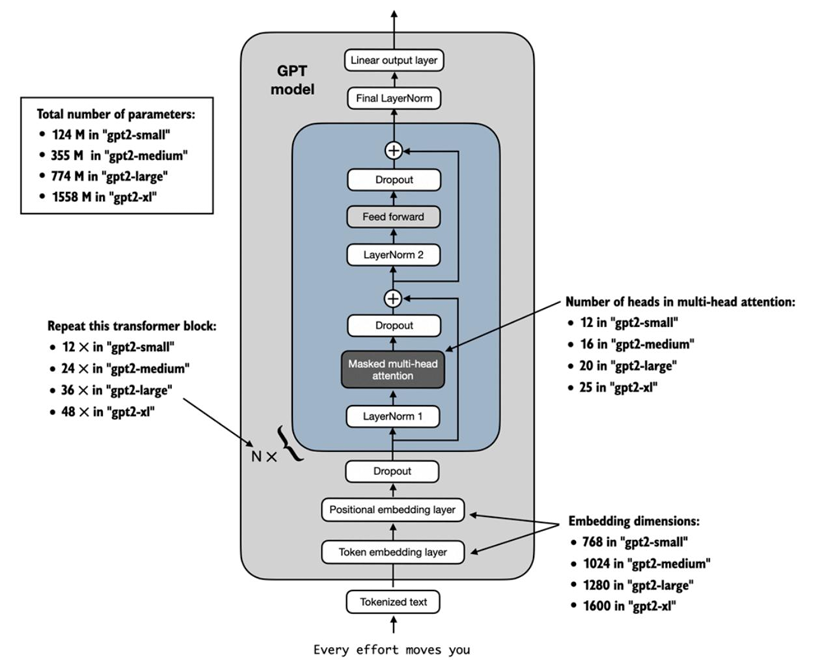 Linear output layer
GPT
model
Final LayerNorm
Total number of parameters:
• 124 M in "gpt2-small"
• 355 M in "gpt2-medium"
• 774 M in "gpt2-large"
• 1558 M in "gpt2-xl"
+
Dropout
Feed forward
LayerNorm 2
+
Dropout
Masked multi-head
attention
LayerNorm 1
Number of heads in multi-head attention:
• 12 in "gpt2-small"
• 16 in "gpt2-medium"
• 20 in "gpt2-large"
• 25 in "gpt2-xl"
Repeat this transformer block:
• 12 × in "gpt2-small"
• 24 × in "gpt2-medium"
• 36 × in "gpt2-large"
• 48 × in "gpt2-xl"
N × {
Dropout
Positional embedding layer
Token embedding layer
Embedding dimensions:
• 768 in "gpt2-small"
• 1024 in "gpt2-medium"
• 1280 in "gpt2-large"
• 1600 in "gpt2-xl"
Tokenized text
Every effort moves you